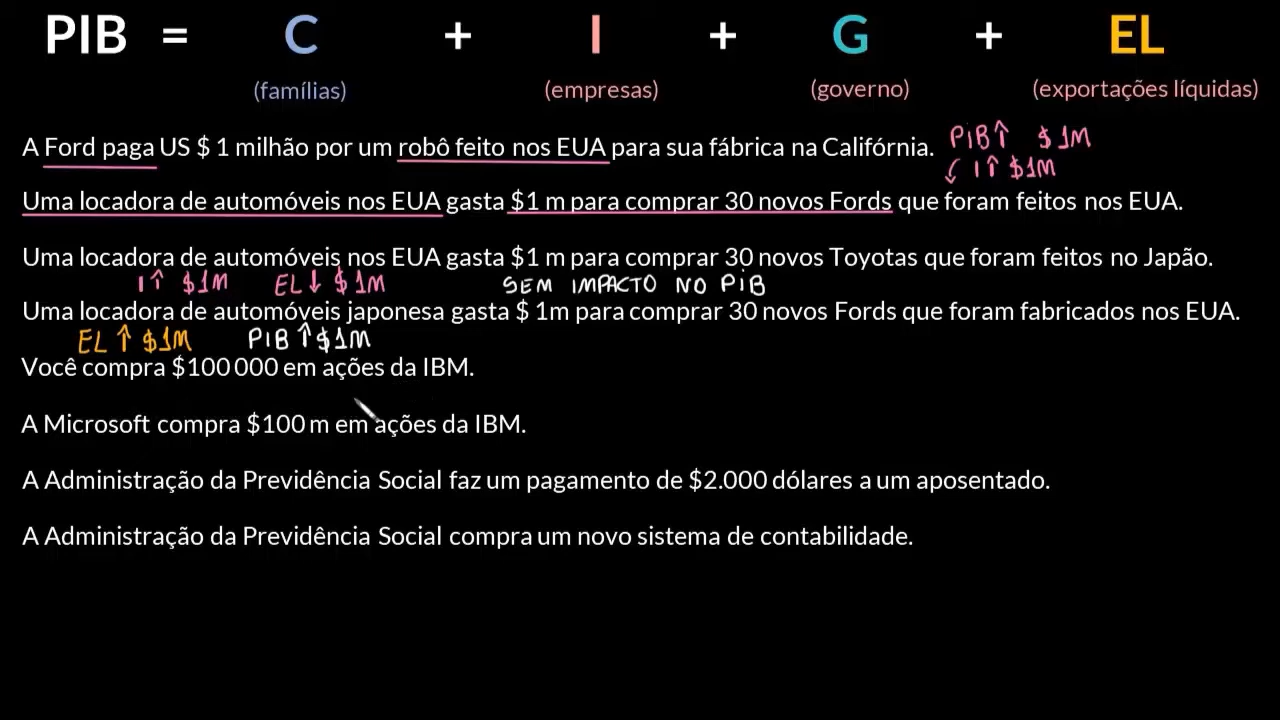 PIB = C + I + G + EL
(famílias) (empresas) (governo) (exportações líquidas)
A Ford paga US $ 1 milhão por um robô feito nos EUA para sua fábrica na Califórnia. PIB↑ $1M
I↑ $1M
Uma locadora de automóveis nos EUA gasta $1 m para comprar 30 novos Fords que foram feitos nos EUA.
Uma locadora de automóveis nos EUA gasta $1 m para comprar 30 novos Toyotas que foram feitos no Japão.
I↑ $1M EL↓ $1M SEM IMPACTO NO PIB
Uma locadora de automóveis japonesa gasta $ 1m para comprar 30 novos Fords que foram fabricados nos EUA.
EL↑ $1M PIB↑$1M
Você compra $100 000 em ações da IBM.
A Microsoft compra $100 m em ações da IBM.
A Administração da Previdência Social faz um pagamento de $2.000 dólares a um aposentado.
A Administração da Previdência Social compra um novo sistema de contabilidade.